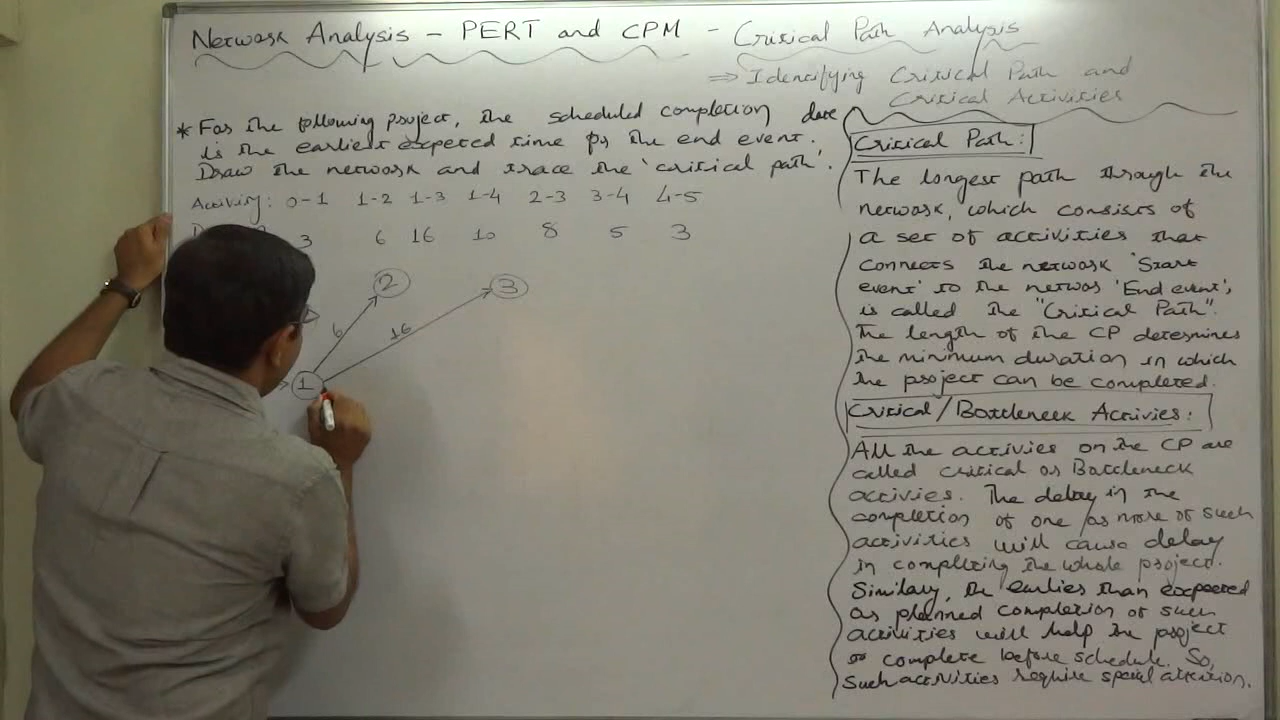 Network Analysis - PERT and CPM - Critical Path Analysis
⇒ Identifying Critical Path and
Critical Activities
* For the following project, the scheduled completion date
is the earliest expected time for the end event.
Draw the network and trace the 'critical path'.
Activity: 0-1 1-2 1-3 1-4 2-3 3-4 4-5
3 6 16 10 8 5 3
2
3
6
16
1
Critical Path:
The longest path through the
network, which consists of
a set of activities that
connects the network 'Start
event' to the networ 'End event',
is called the "Critical Path".
The length of the CP determines
the minimum duration in which
the project can be completed.
Critical/Bottleneck Activies:
All the activies on the CP are
called critical or Bottleneck
activies. The delay in the
completion of one or more of such
activities will cause delay
in completing the whole project.
Similary, the earlier than expected
or planned completion of such
activities will help the project
to complete before schedule. So,
such activities require special attention.